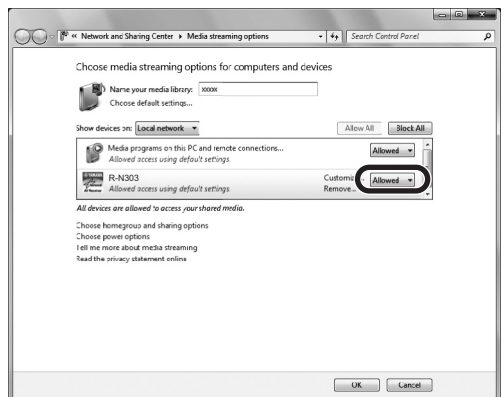 « Network and Sharing Center ▸ Media streaming options
Search Control Panel
Choose media streaming options for computers and devices
Name your media library: xxxxx
Choose default settings...
Show devices on: Local network
Allow All Block All
Media programs on this PC and remote connections...
Allowed
Allowed access using default settings
R-N303
Customize... Allowed
Allowed access using default settings
Remove...
All devices are allowed to access your shared media.
Choose homegroup and sharing options
Choose power options
Tell me more about media streaming
Read the privacy statement online
OK Cancel